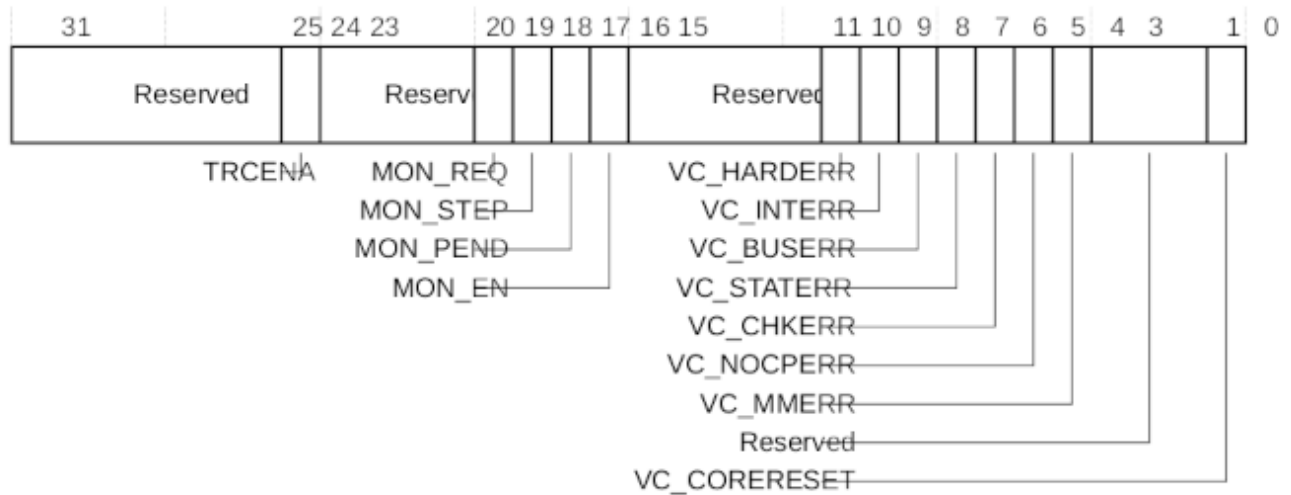 31 25 24 23 20 19 18 17 16 15 11 10 9 8 7 6 5 4 3 1 0
Reserved Reserv Reserved
TRCENA MON_REQ VC_HARDERR
MON_STEP VC_INTERR
MON_PEND VC_BUSERR
MON_EN VC_STATERR
VC_CHKERR
VC_NOCPERR
VC_MMERR
Reserved
VC_CORERESET